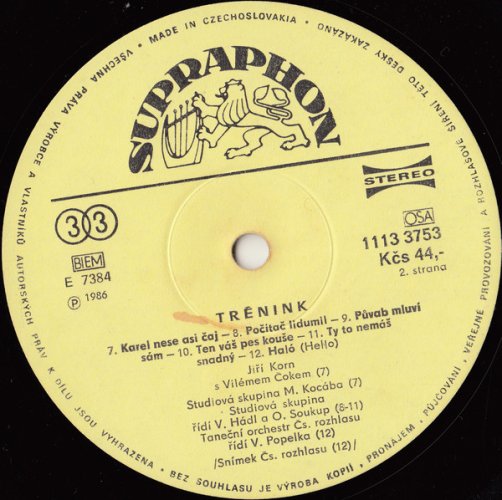 • MADE IN CZECHOSLOVAKIA • VŠECHNA PRÁVA VÝROBCE A VLASTNÍKŮ AUTORSKÝCH PRÁV K DÍLU JSOU VYHRAZENA • BEZ SOUHLASU JE VÝROBA KOPIÍ, PRONÁJEM, PŮJČOVÁNÍ, VEŘEJNÉ PROVOZOVÁNÍ A ROZHLASOVÉ ŠÍŘENÍ TÉTO DESKY ZAKÁZÁNO
SUPRAPHON
33
STEREO
BIEM
OSA
E 7384
1113 3753
Ⓟ 1986
Kčs 44,-
2. strana
TRÉNINK
7. Karel nese asi čaj – 8. Počítač lidumil – 9. Půvab mluví
sám – 10. Ten váš pes kouše – 11. Ty to nemáš
snadný – 12. Haló (Hello)
Jiří Korn
s Vilémem Čokem (7)
Studiová skupina M. Kocába (7)
Studiová skupina
řídí V. Hádl a O. Soukup (8-11)
Taneční orchestr Čs. rozhlasu
řídí V. Popelka (12)
/Snímek Čs. rozhlasu (12)/